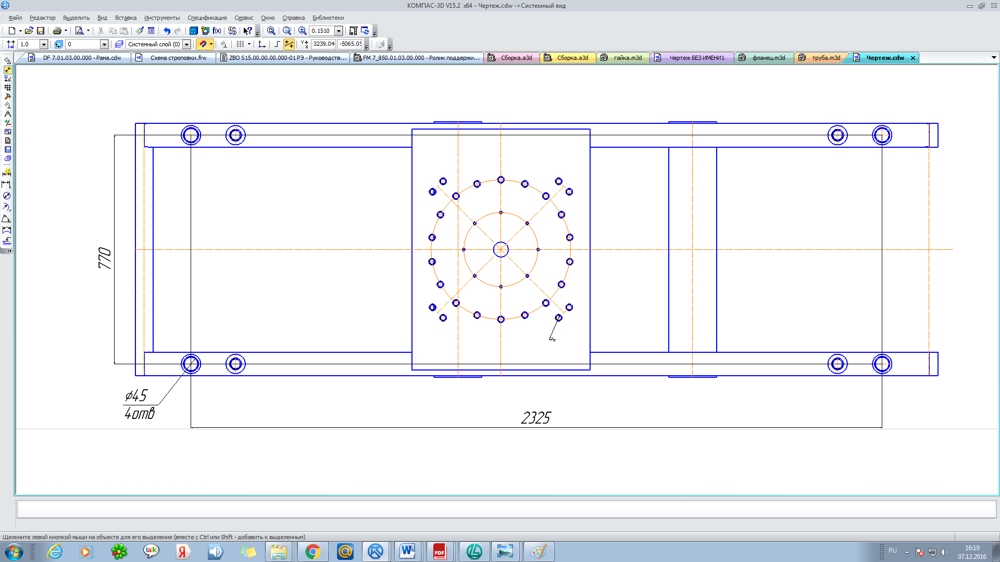 КОМПАС-3D V15.2 x64 - Чертеж.cdw ->Системный вид
Файл Редактор Выделить Вид Вставка Инструменты Спецификация Сервис Окно Справка Библиотеки
0.1510
1.0 0 Системный слой (0) 3239.04 -5065.05
DF 7.01.03.00.000 - Рама.cdw Схема строповки.frw ZBO S15.00.00.00.000-01 РЭ - Руководств... FM 7_850.01.03.00.000 - Ролик поддержи... Сборка.a3d Сборка.a3d гайка.m3d Чертеж БЕЗ ИМЕНИ1 фланец.m3d труба.m3d Чертеж.cdw
770
ϕ45
4отв
2325
Щелкните левой кнопкой мыши на объекте для его выделения (вместе с Ctrl или Shift - добавить к выделенным)
talk Я W PDF RU 16:19
07.12.2016